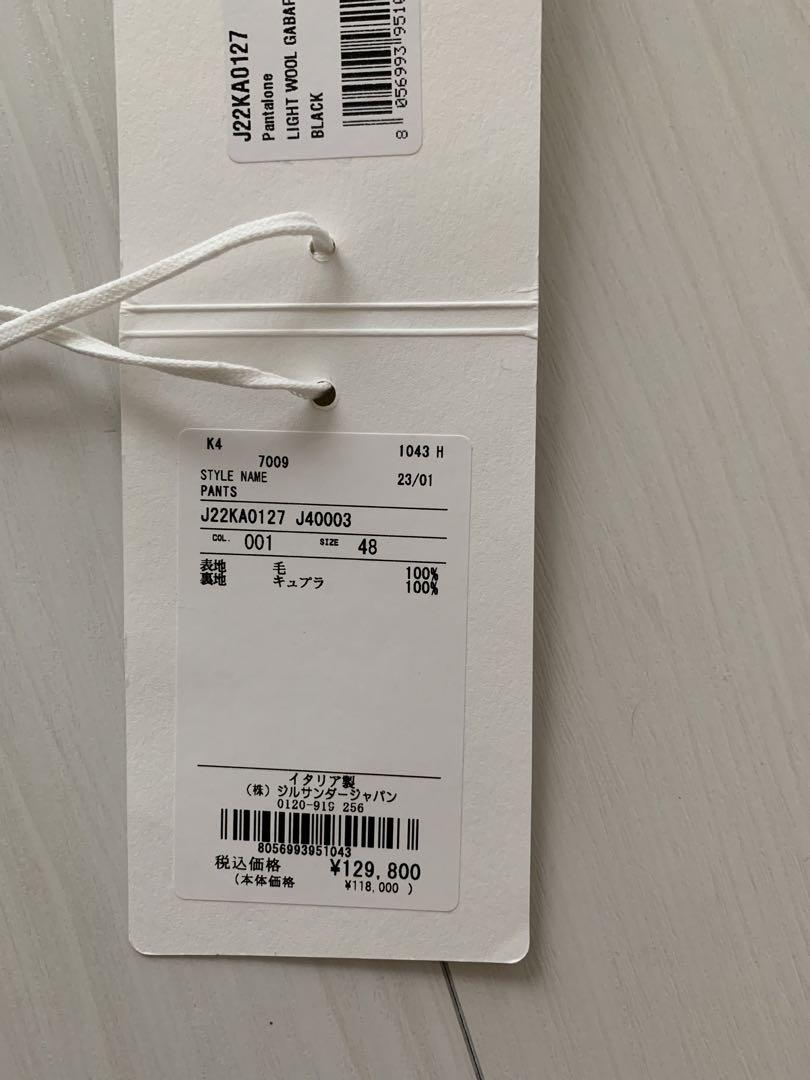 J22KA0127
Pantalone
LIGHT WOOL
BLACK
K4 1043 H
7009
STYLE NAME 23/01
PANTS
J22KA0127 J40003
COL. 001 SIZE 48
表地 毛 100%
裏地 キュプラ 100%
イタリア製
(株) ジルサンダージャパン
0120-919 256
8056993951043
税込価格 ¥129,800
(本体価格 ¥118,000 )